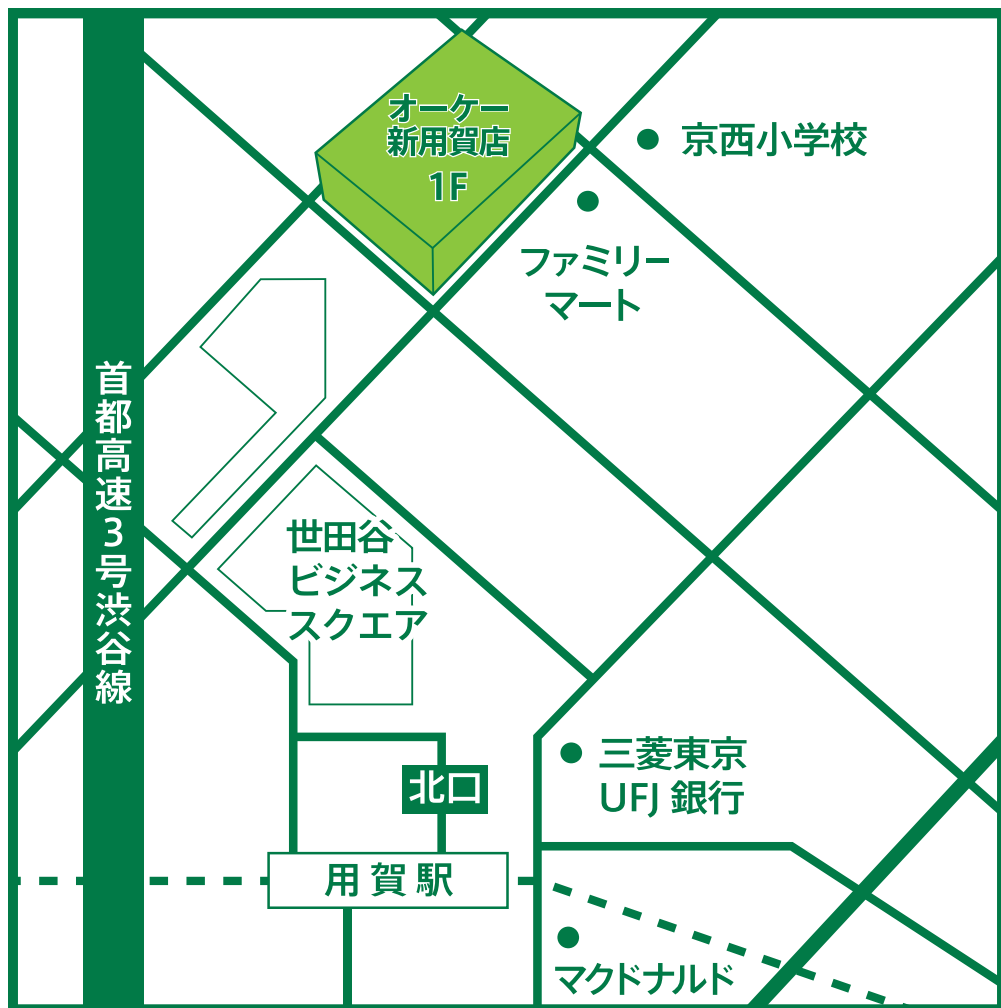 オーケー
新用賀店
1F
京西小学校
ファミリー
マート
首都高速3号渋谷線
世田谷
ビジネス
スクエア
三菱東京
UFJ 銀行
北口
用賀駅
マクドナルド